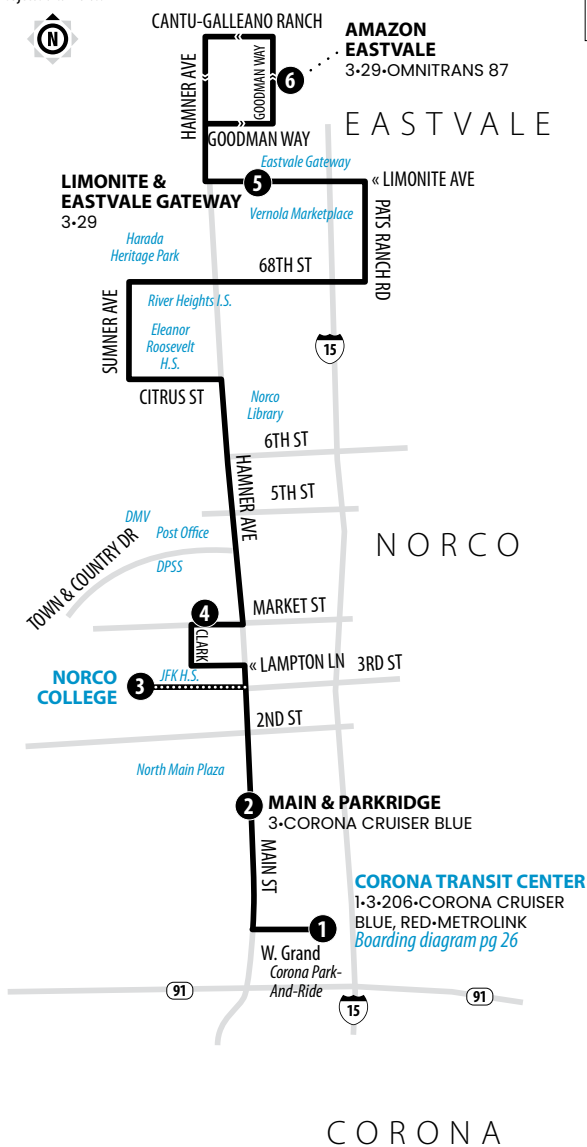 N
CANTU-GALLEANO RANCH
HAMNER AVE
GOODMAN WAY
6
AMAZON
EASTVALE
3•29•OMNITRANS 87
GOODMAN WAY
EASTVALE
Eastvale Gateway
5
« LIMONITE AVE
LIMONITE &
EASTVALE GATEWAY
3•29
Vernola Marketplace
PATS RANCH RD
Harada
Heritage Park
68TH ST
SUMNER AVE
River Heights I.S.
Eleanor
Roosevelt
H.S.
15
CITRUS ST
Norco
Library
6TH ST
HAMNER AVE
5TH ST
DMV
Post Office
TOWN & COUNTRY DR
DPSS
NORCO
4
MARKET ST
CLARK
« LAMPTON LN
3RD ST
NORCO
COLLEGE
3
JFK H.S.
2ND ST
North Main Plaza
2
MAIN & PARKRIDGE
3•CORONA CRUISER BLUE
MAIN ST
CORONA TRANSIT CENTER
1•3•206•CORONA CRUISER
BLUE, RED•METROLINK
Boarding diagram pg 26
1
W. Grand
Corona Park-
And-Ride
91
91
15
CORONA